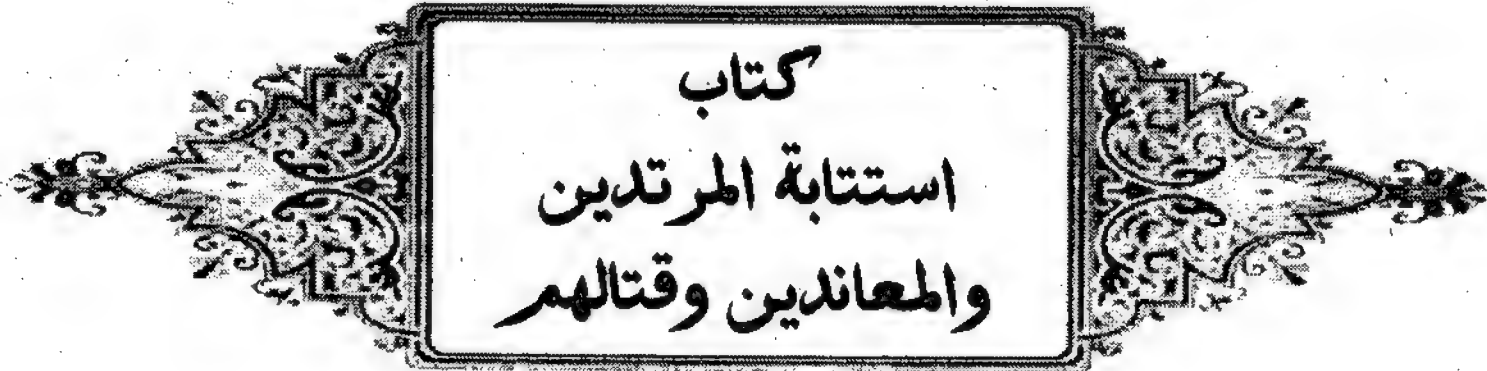 كتاب
استتابة المرتدين
والمعاندين وقتالهم